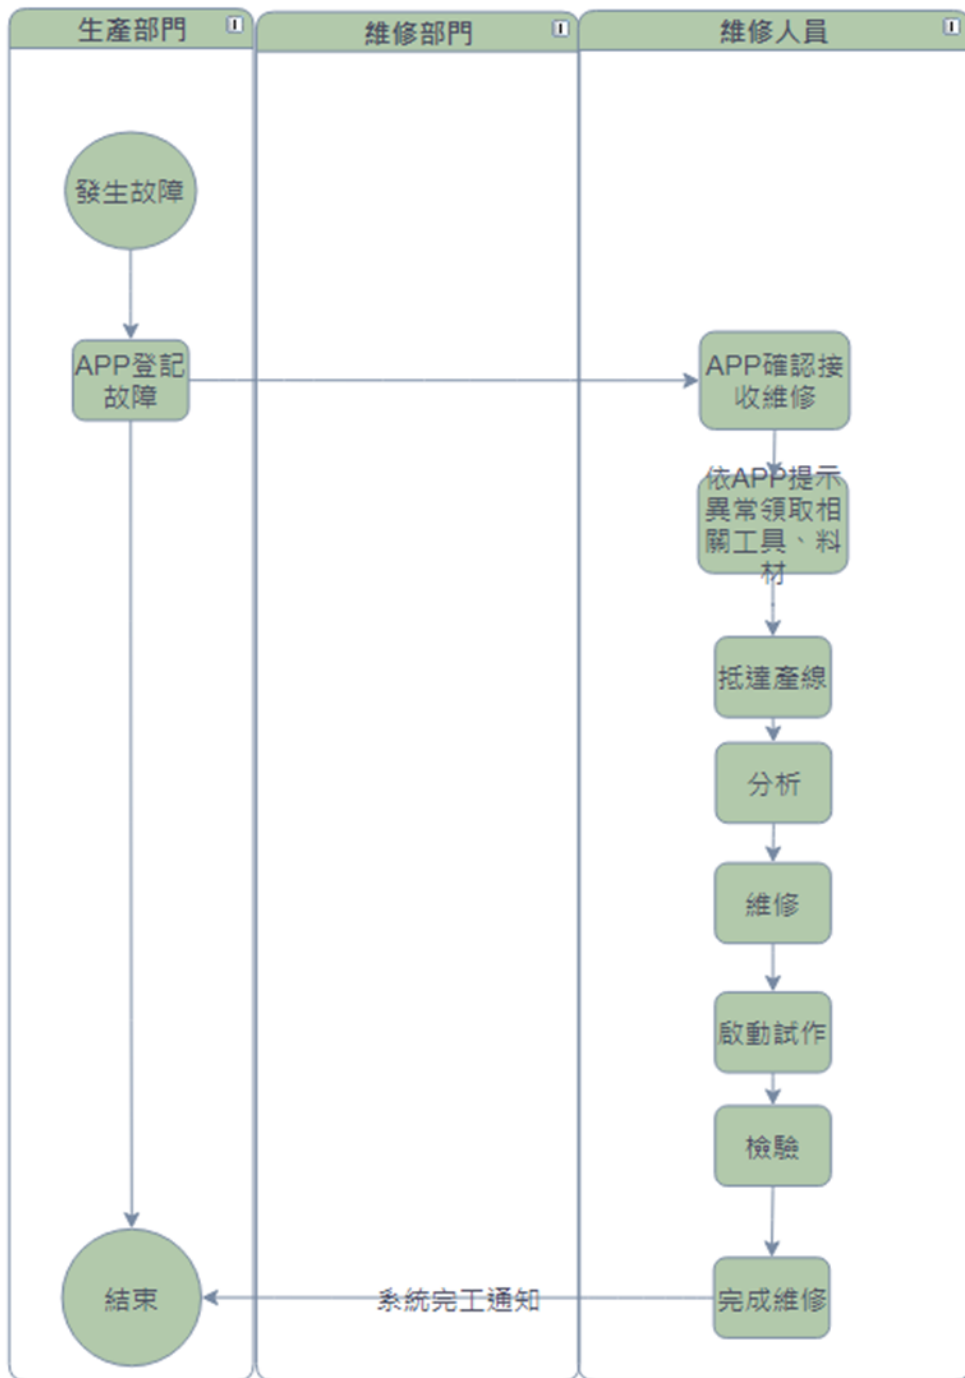 生產部門
維修部門
維修人員
發生故障
APP登記
故障
APP確認接
收維修
依APP提示
異常領取相
關工具、料
材
抵達產線
分析
維修
啟動試作
檢驗
完成維修
系統完工通知
結束